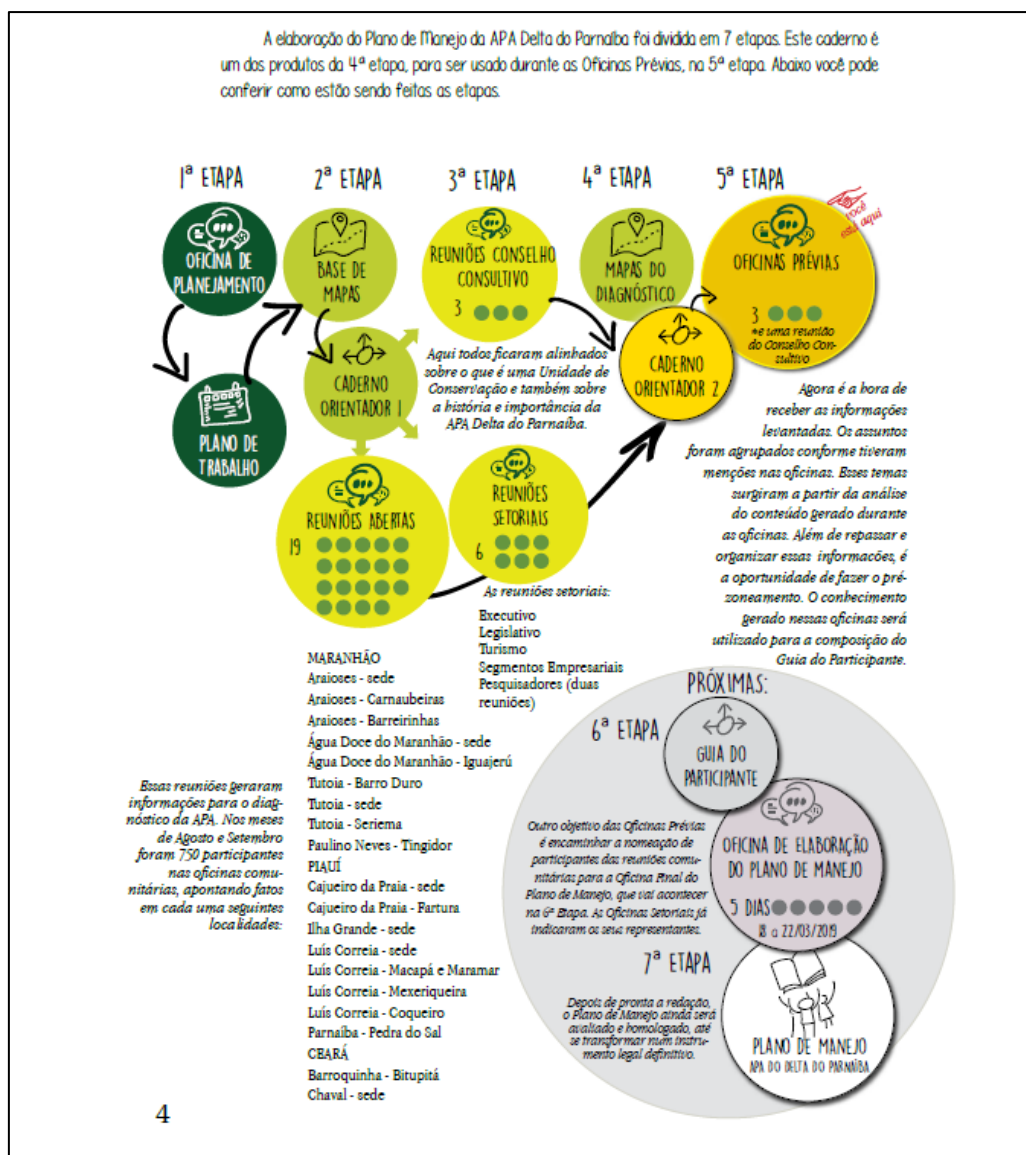 A elaboração do Plano de Manejo da APA Delta do Parnaíba foi dividida em 7 etapas. Este caderno é
um dos produtos da 4ª etapa, para ser usado durante as Oficinas Prévias, na 5ª etapa. Abaixo você pode
conferir como estão sendo feitas as etapas.
1ª ETAPA
OFICINA DE
PLANEJAMENTO
PLANO DE
TRABALHO
2ª ETAPA
BASE DE
MAPAS
CADERNO
ORIENTADOR 1
REUNIÕES ABERTAS
19
3ª ETAPA
REUNIÕES CONSELHO
CONSULTIVO
3
Aqui todos ficaram alinhados
sobre o que é uma Unidade de
Conservação e também sobre
a história e importância da
APA Delta do Parnaíba.
REUNIÕES
SETORIAIS
6
As reuniões setoriais:
Executivo
Legislativo
Turismo
Segmentos Empresariais
Pesquisadores (duas
reuniões)
4ª ETAPA
MAPAS DO
DIAGNÓSTICO
CADERNO
ORIENTADOR 2
5ª ETAPA
você
está aqui
OFICINAS PRÉVIAS
3
*e uma reunião
do Conselho Con-
sultivo
Agora é a hora de
receber as informações
levantadas. Os assuntos
foram agrupados conforme tiveram
menções nas oficinas. Esses temas
surgiram a partir da análise
do conteúdo gerado durante
as oficinas. Além de repassar e
organizar essas informacões, é
a oportunidade de fazer o pré-
zoneamento. O conhecimento
gerado nessas oficinas será
utilizado para a composição do
Guia do Participante.
Essas reuniões geraram
informações para o diag-
nóstico da APA. Nos meses
de Agosto e Setembro
foram 750 participantes
nas oficinas comu-
nitárias, apontando fatos
em cada uma seguintes
localidades:
MARANHÃO
Araioses - sede
Araioses - Carnaubeiras
Araioses - Barreirinhas
Água Doce do Maranhão - sede
Água Doce do Maranhão - Iguajerú
Tutoia - Barro Duro
Tutoia - sede
Tutoia - Seriema
Paulino Neves - Tingidor
PIAUÍ
Cajueiro da Praia - sede
Cajueiro da Praia - Fartura
Ilha Grande - sede
Luís Correia - sede
Luís Correia - Macapá e Maramar
Luís Correia - Mexeriqueira
Luís Correia - Coqueiro
Parnaíba - Pedra do Sal
CEARÁ
Barroquinha - Bitupitá
Chaval - sede
PRÓXIMAS:
6ª ETAPA
GUIA DO
PARTICIPANTE
Outro objetivo das Oficinas Prévias
é encaminhar a nomeação de
participantes das reuniões comu-
nitárias para a Oficina Final do
Plano de Manejo, que vai acontecer
na 6ª Etapa. As Oficinas Setoriais já
indicaram os seus representantes.
OFICINA DE ELABORAÇÃO
DO PLANO DE MANEJO
5 DIAS
18 a 22/03/2019
7ª ETAPA
Depois de pronta a redação,
o Plano de Manejo ainda será
avaliado e homologado, até
se transformar num instru-
mento legal definitivo.
PLANO DE MANEJO
APA DO DELTA DO PARNAÍBA
4